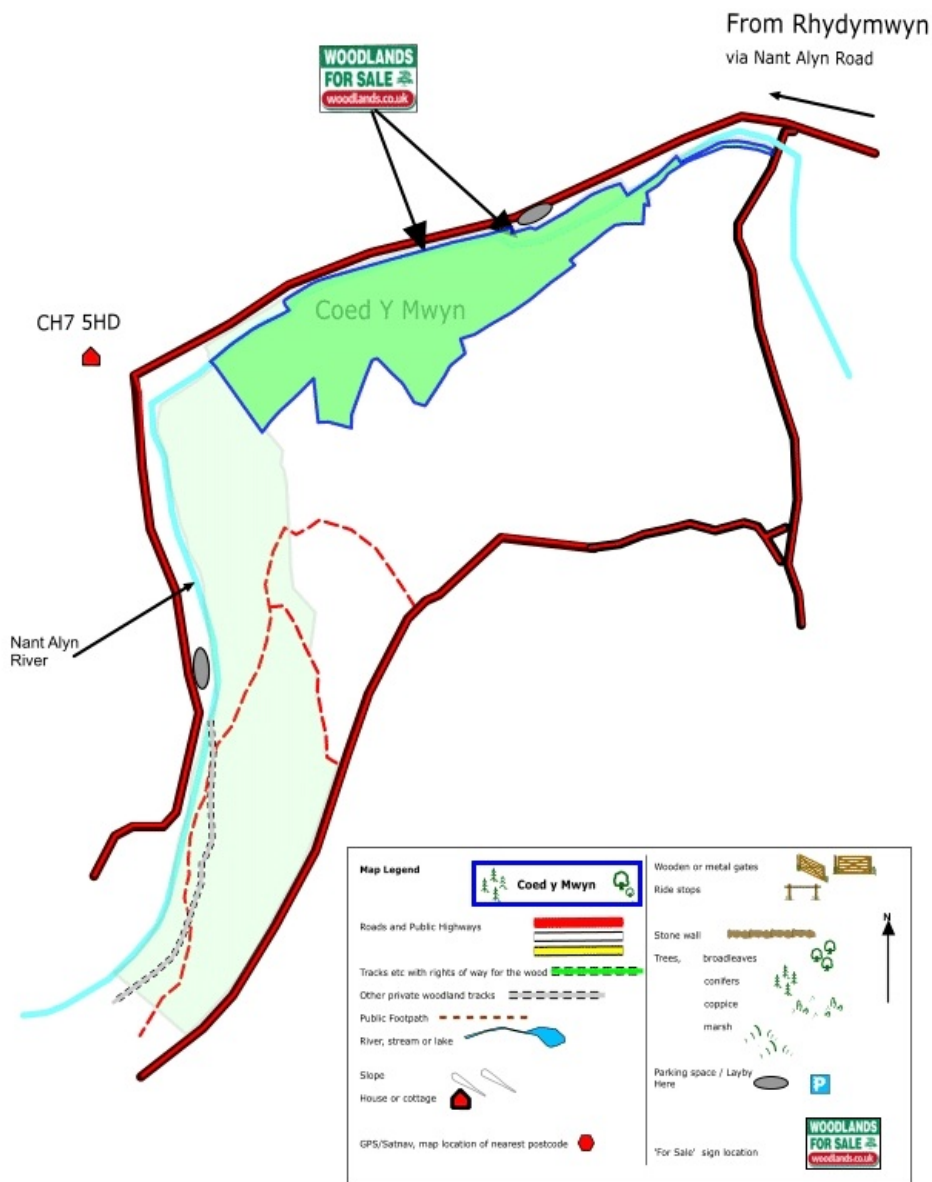 From Rhydymwyn
via Nant Alyn Road
WOODLANDS
FOR SALE
woodlands.co.uk
Coed Y Mwyn
CH7 5HD
Nant Alyn
River
Map Legend
Coed y Mwyn
Roads and Public Highways
Tracks etc with rights of way for the wood
Other private woodland tracks
Public Footpath
River, stream or lake
Slope
House or cottage
GPS/Satnav, map location of nearest postcode
Wooden or metal gates
Ride stops
N
Stone wall
Trees, broadleaves
conifers
coppice
marsh
Parking space / Layby
Here
P
WOODLANDS
FOR SALE
woodlands.co.uk
'For Sale' sign location